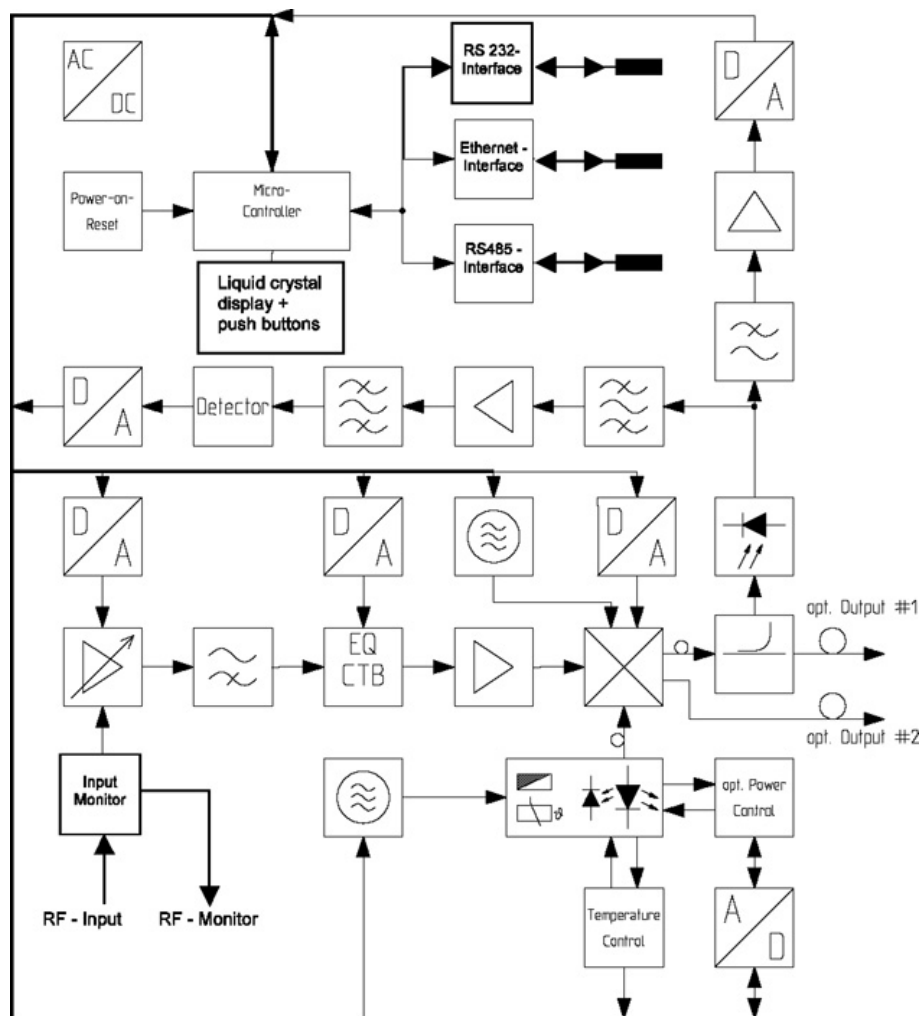 AC
DC
RS 232-
Interface
D
A
Ethernet -
Interface
Power-on-
Reset
Micro-
Controller
RS485 -
Interface
Liquid crystal
display +
push buttons
D
A
Detector
D
A
D
A
D
A
opt. Output #1
EQ
CTB
opt. Output #2
Input
Monitor
ϑ
opt. Power
Control
RF - Input
RF - Monitor
Temperature
Control
A
D